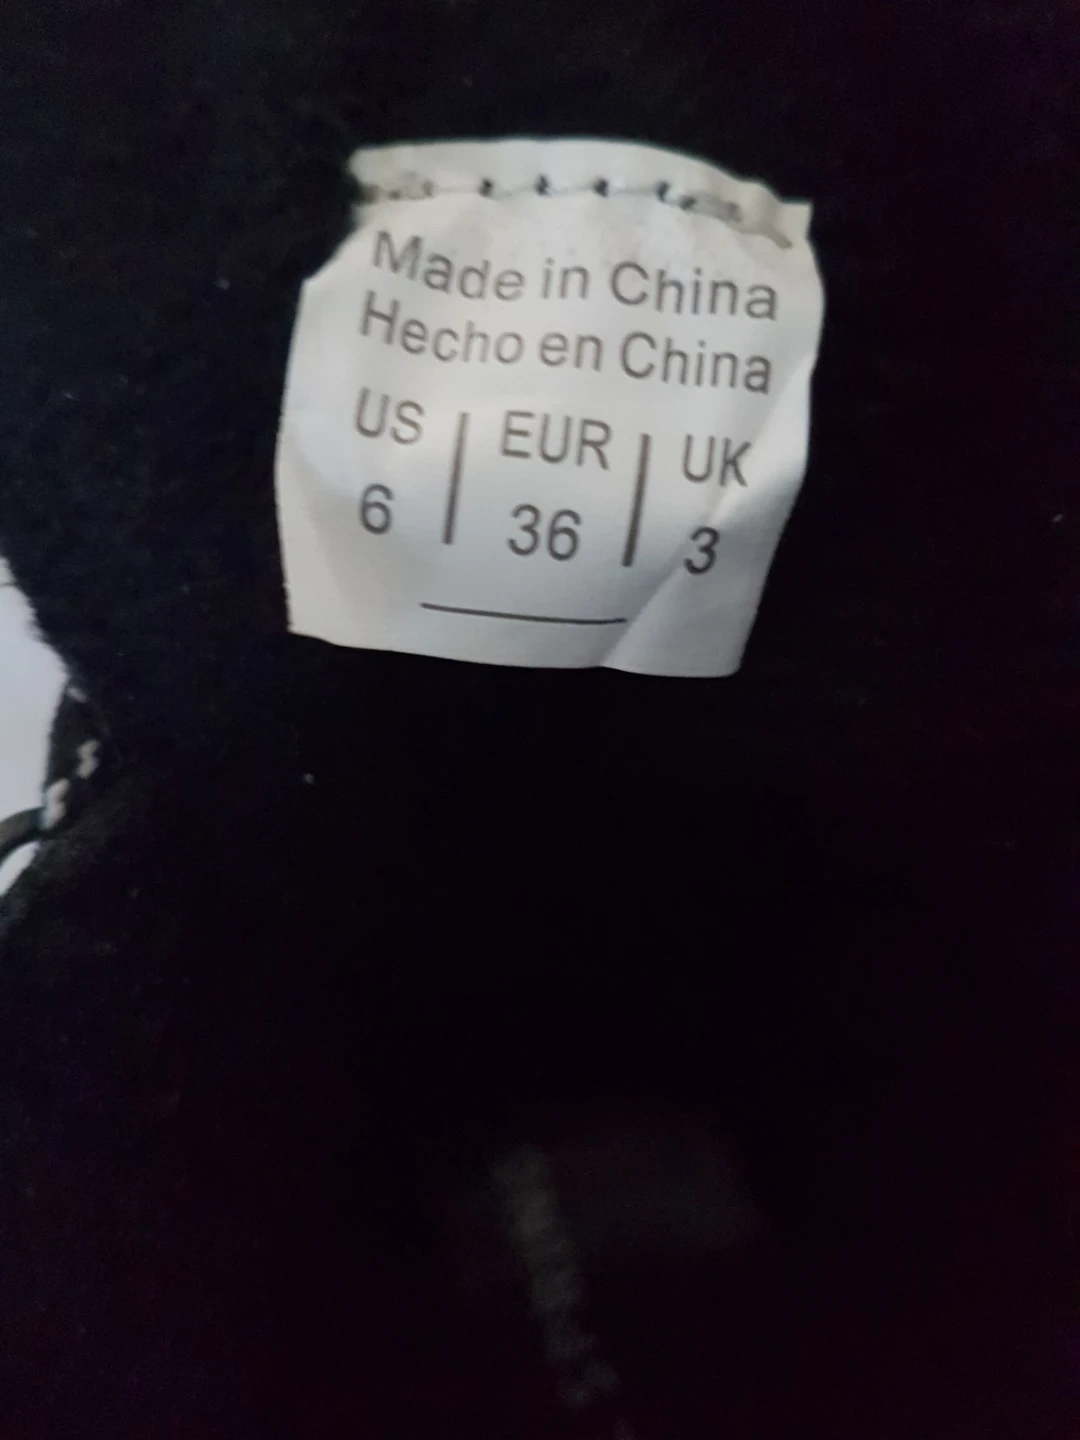 Made in China
Hecho en China
US | EUR | UK
6 | 36 | 3